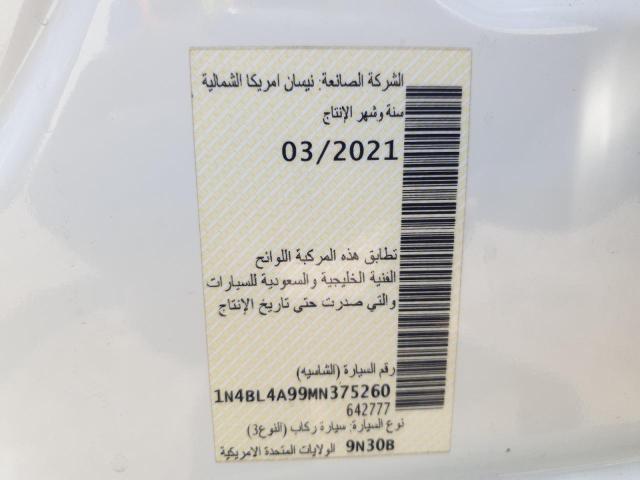 الشركة الصانعة: نيسان امريكا الشمالية
سنة وشهر الإنتاج
03/2021
تطابق هذه المركبة اللوائح
الفنية الخليجية والسعودية للسيارات
والتي صدرت حتى تاريخ الإنتاج
رقم السيارة (الشاسيه)
1N4BL4A99MN375260
642777
نوع السيارة: سيارة ركاب (النوع3)
9N30B الولايات المتحدة الامريكية